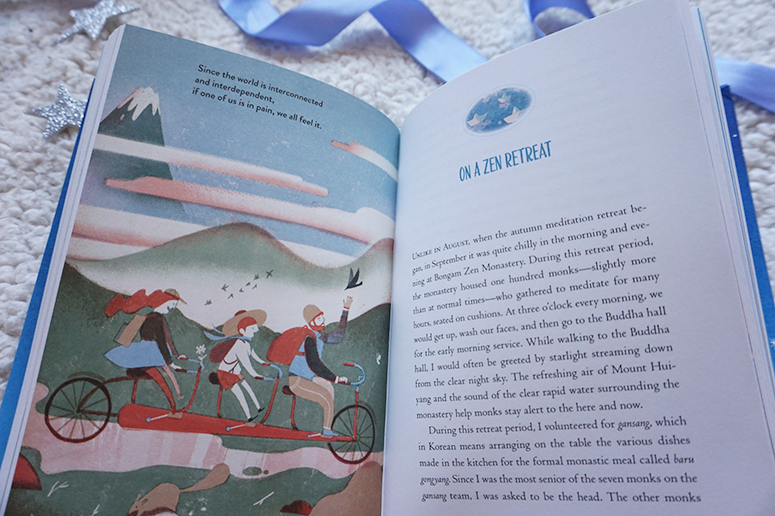 Since the world is interconnected
and interdependent,
if one of us is in pain, we all feel it.
ON A ZEN RETREAT
UNLIKE IN AUGUST, when the autumn meditation retreat be-
gan, in September it was quite chilly in the morning and eve-
ning at Bongam Zen Monastery. During this retreat period,
the monastery housed one hundred monks—slightly more
than at normal times—who gathered to meditate for many
hours, seated on cushions. At three o'clock every morning, we
would get up, wash our faces, and then go to the Buddha hall
for the early morning service. While walking to the Buddha
hall, I would often be greeted by starlight streaming down
from the clear night sky. The refreshing air of Mount Hui-
yang and the sound of the clear rapid water surrounding the
monastery help monks stay alert to the here and now.
During this retreat period, I volunteered for gansang, which
in Korean means arranging on the table the various dishes
made in the kitchen for the formal monastic meal called baru
gongyang. Since I was the most senior of the seven monks on the
gansang team, I was asked to be the head. The other monks